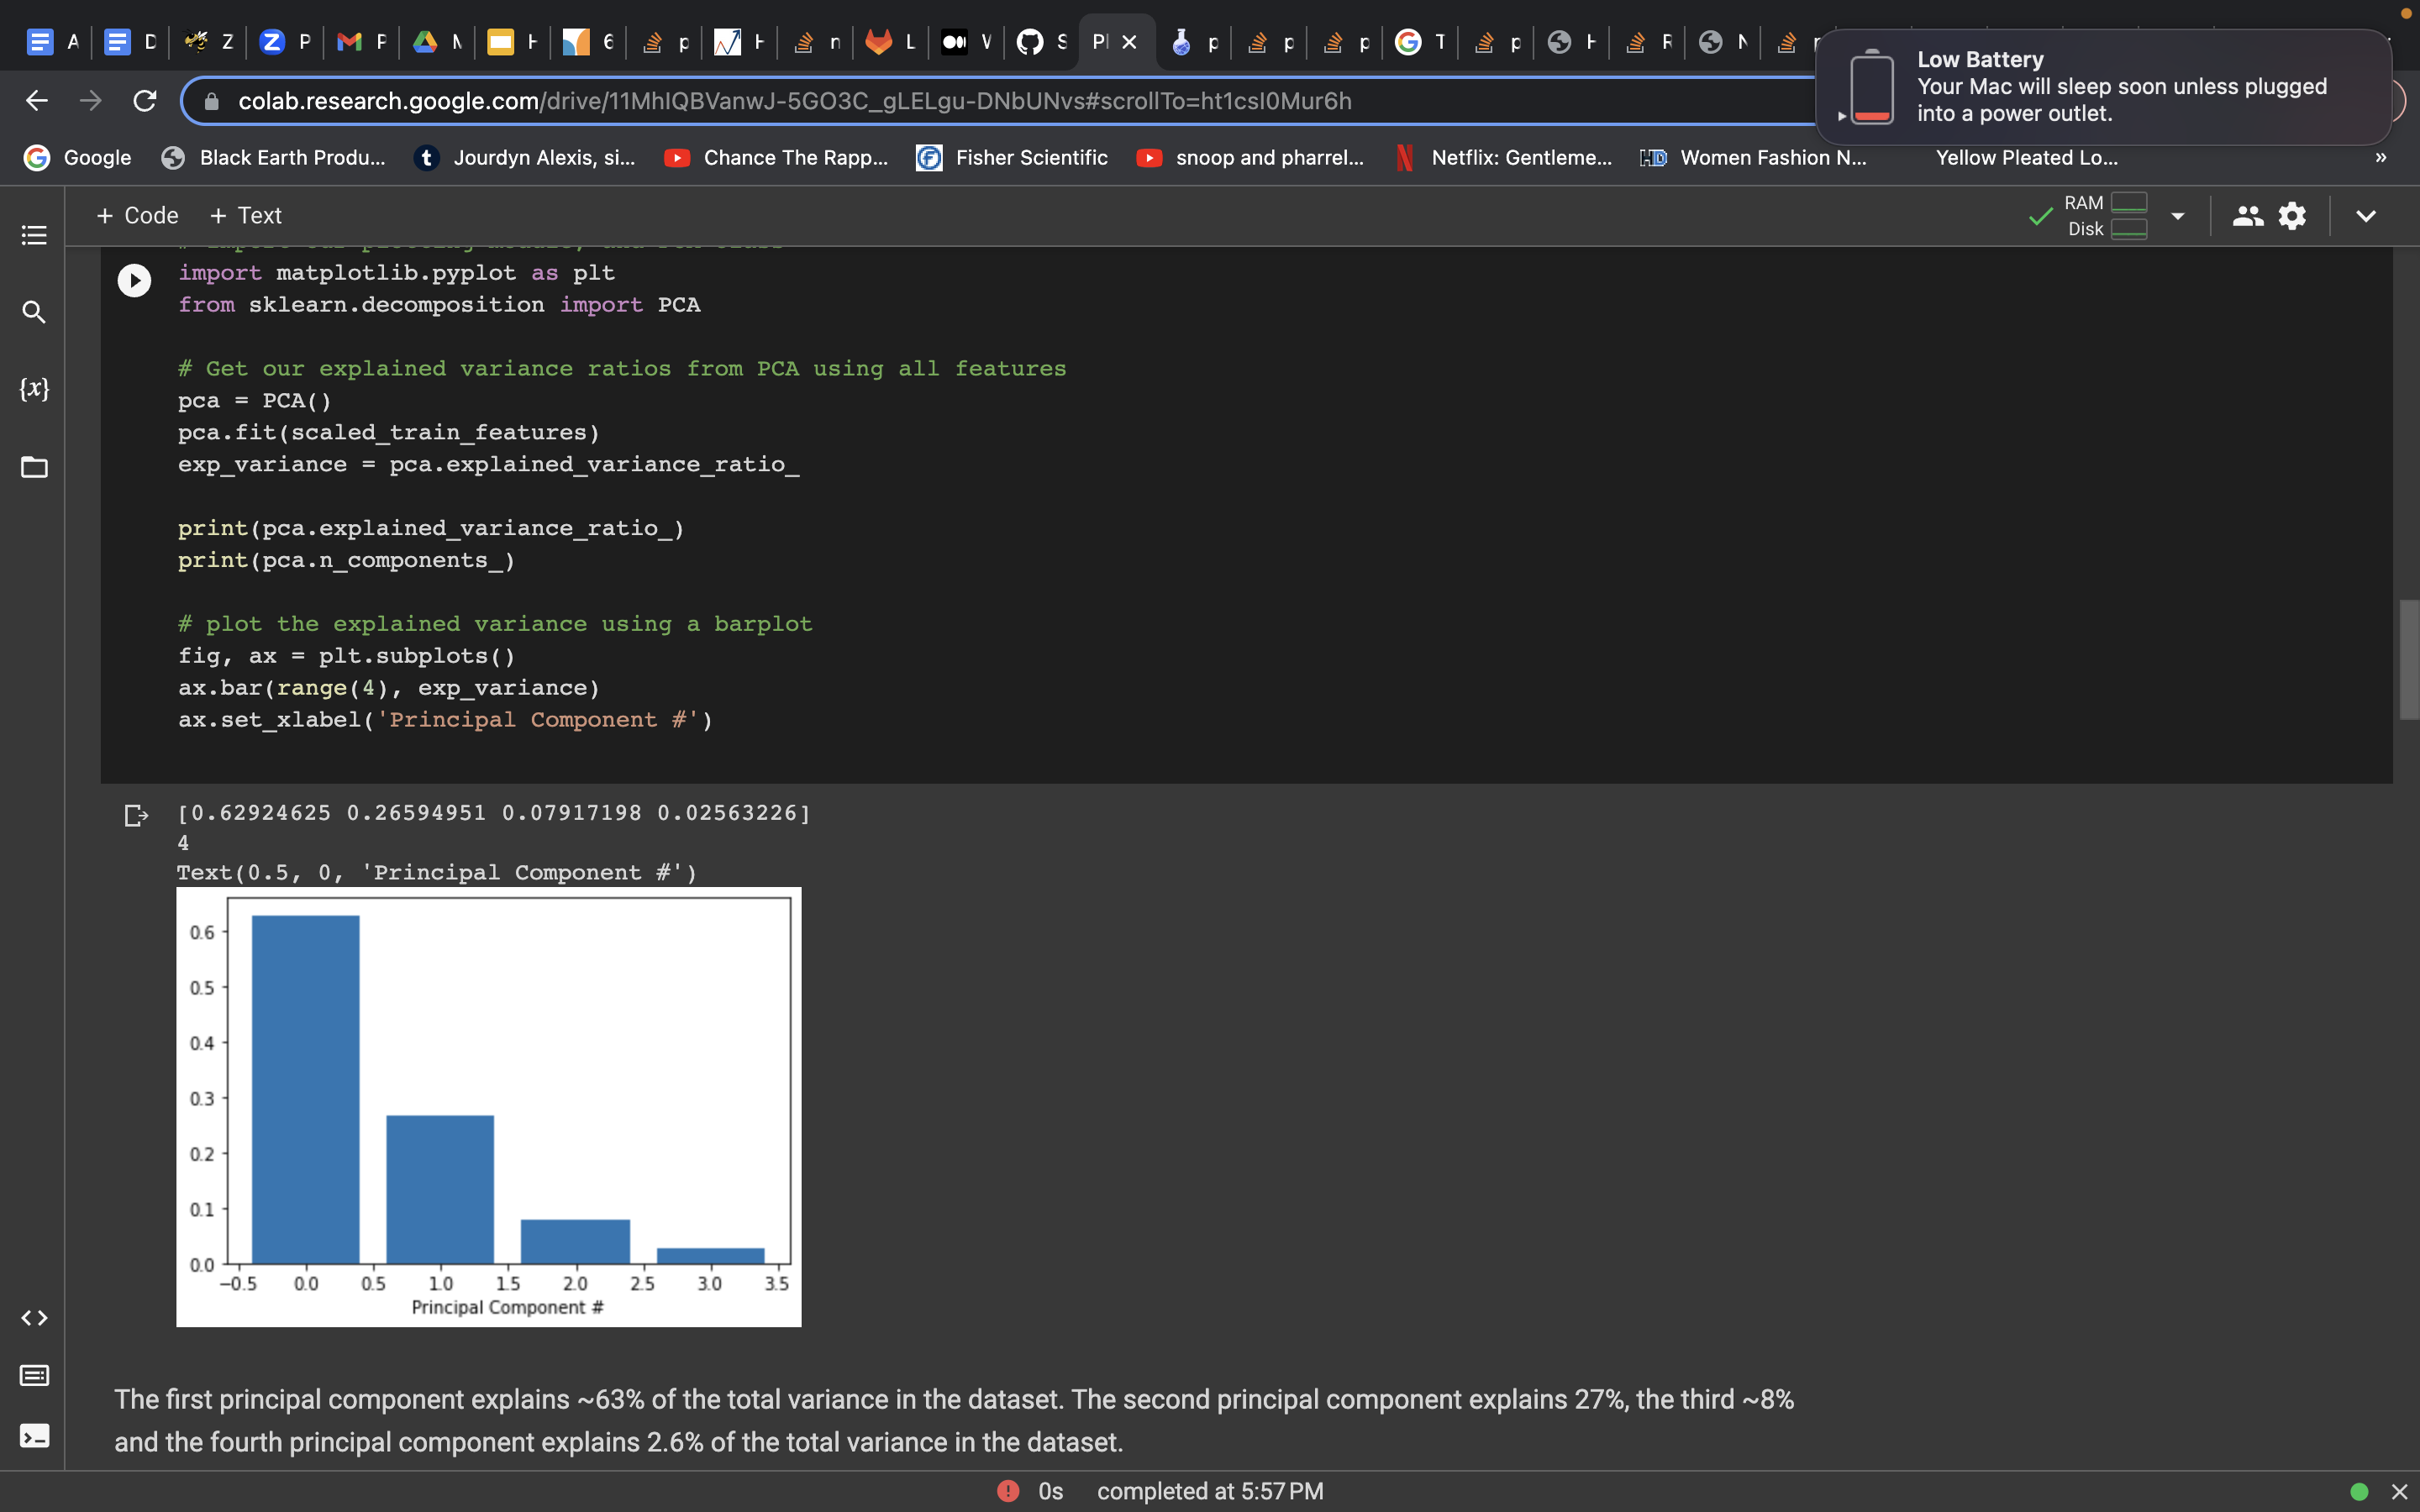 A
D
Z
P
P
M
H
6
p
H
n
L
V
S
Pl
p
p
p
T
p
H
F
N
Low Battery
Your Mac will sleep soon unless plugged
into a power outlet.
colab.research.google.com/drive/11MhlQBVanwJ-5GO3C_gLELgu-DNbUNvs#scrollTo=ht1csI0Mur6h
Google
Black Earth Produ...
Jourdyn Alexis, si...
Chance The Rapp...
Fisher Scientific
snoop and pharrel...
Netflix: Gentleme...
Women Fashion N...
Yellow Pleated Lo...
»
+ Code + Text
RAM
Disk
import matplotlib.pyplot as plt
from sklearn.decomposition import PCA
# Get our explained variance ratios from PCA using all features
pca = PCA()
pca.fit(scaled_train_features)
exp_variance = pca.explained_variance_ratio_
print(pca.explained_variance_ratio_)
print(pca.n_components_)
# plot the explained variance using a barplot
fig, ax = plt.subplots()
ax.bar(range(4), exp_variance)
ax.set_xlabel('Principal Component #')
[0.62924625 0.26594951 0.07917198 0.02563226]
4
Text(0.5, 0, 'Principal Component #')
0.6
0.5
0.4
0.3
0.2
0.1
0.0
−0.5 0.0 0.5 1.0 1.5 2.0 2.5 3.0 3.5
Principal Component #
The first principal component explains ~63% of the total variance in the dataset. The second principal component explains 27%, the third ~8%
and the fourth principal component explains 2.6% of the total variance in the dataset.
0s completed at 5:57 PM